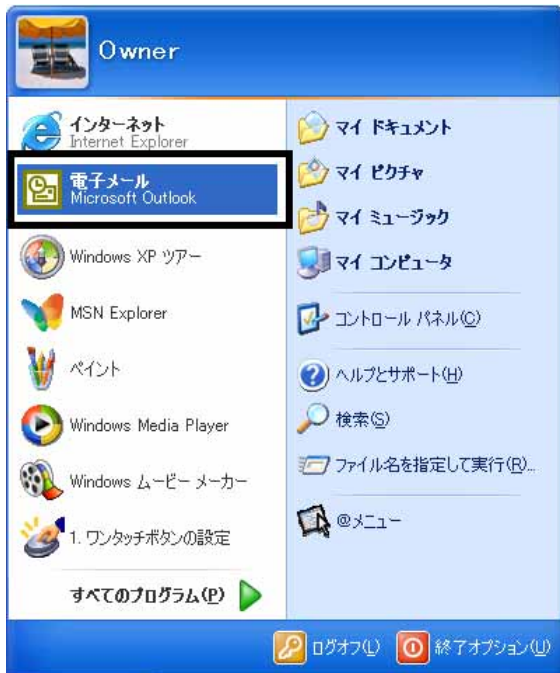 Owner
インターネット
Internet Explorer
電子メール
Microsoft Outlook
Windows XP ツアー
MSN Explorer
ペイント
Windows Media Player
Windows ムービー メーカー
1. ワンタッチボタンの設定
すべてのプログラム(P)
マイ ドキュメント
マイ ピクチャ
マイ ミュージック
マイ コンピュータ
コントロール パネル(C)
ヘルプとサポート(H)
検索(S)
ファイル名を指定して実行(R)...
@メニュー
ログオフ(L)
終了オプション(U)